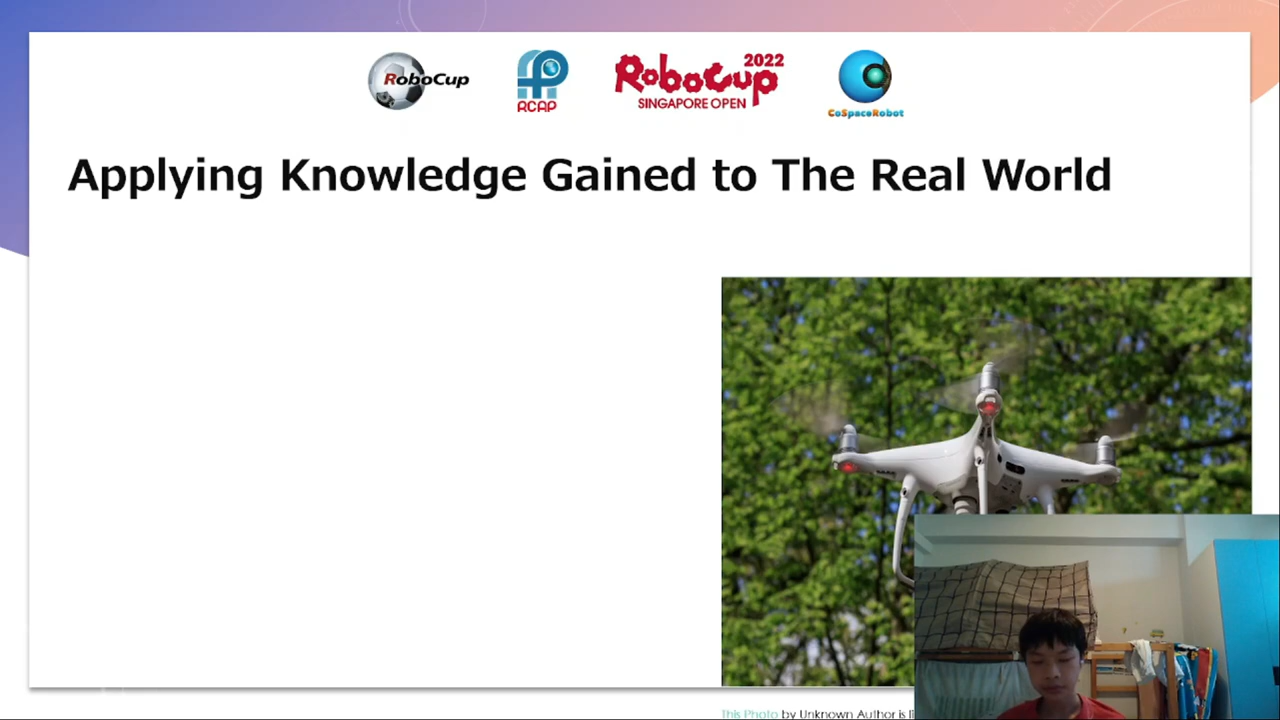 RoboCup
RCAP
RoboCup 2022
SINGAPORE OPEN
CoSpaceRobot
Applying Knowledge Gained to The Real World
This Photo by Unknown Author is li